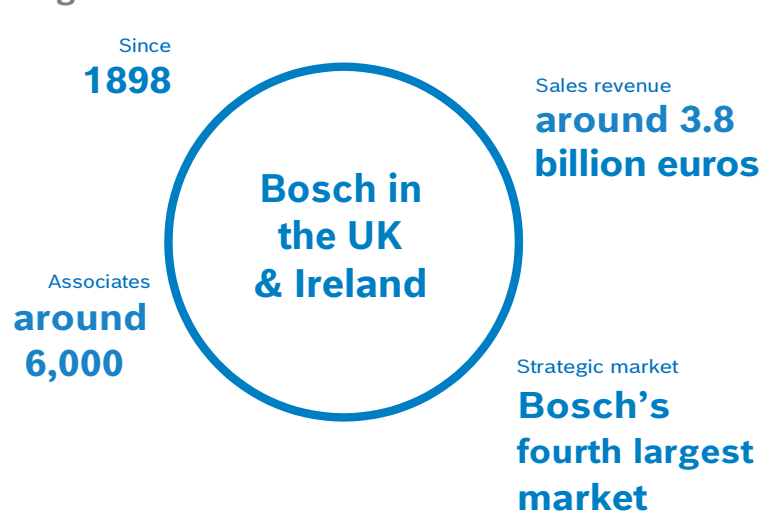 Since
1898
Sales revenue
around 3.8
billion euros
Bosch in
the UK
& Ireland
Associates
around
6,000
Strategic market
Bosch’s
fourth largest
market